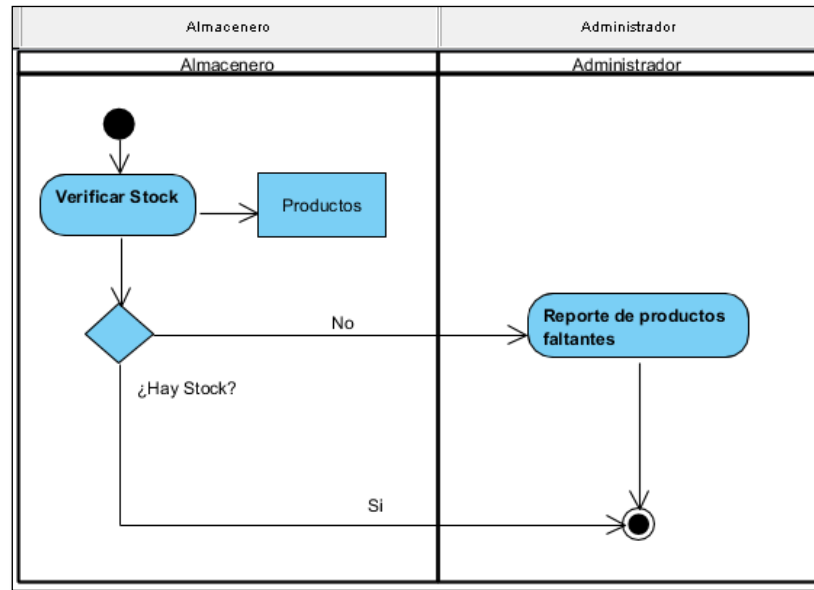 Almacenero
Administrador
Almacenero
Administrador
Verificar Stock
Productos
No
Reporte de productos
faltantes
¿Hay Stock?
Si